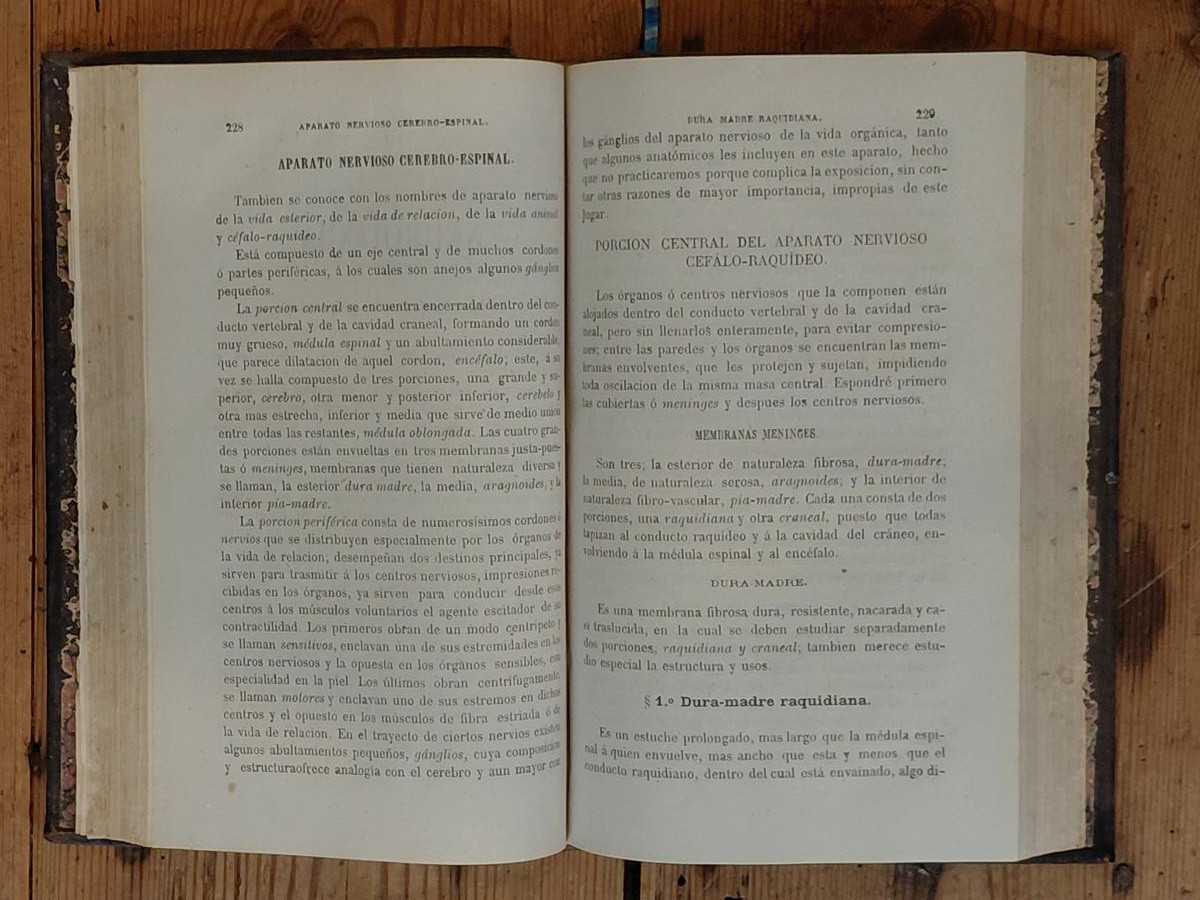 228
APARATO NERVIOSO CEREBRO-ESPINAL.
APARATO NERVIOSO CEREBRO-ESPINAL.
Tambien se conoce con los nombres de aparato nervioso
de la vida esterior, de la vida de relacion, de la vida animal
y céfalo-raquídeo.
Está compuesto de un eje central y de muchos cordones
ó partes periféricas, á los cuales son anejos algunos gánglios
pequeños.
La porcion central se encuentra encerrada dentro del con-
ducto vertebral y de la cavidad craneal, formando un cordon
muy grueso, médula espinal y un abultamiento considerable,
que parece dilatacion de aquel cordon, encéfalo; este, á su
vez se halla compuesto de tres porciones, una grande y su-
perior, cerebro, otra menor y posterior inferior, cerebelo y
otra mas estrecha, inferior y media que sirve de medio union
entre todas las restantes, médula oblongada. Las cuatro gran-
des porciones están envueltas en tres membranas justa-pues-
tas ó meninges, membranas que tienen naturaleza diversa y
se llaman, la esterior dura madre, la media, aragnoides, y la
interior pia-madre.
La porcion periférica consta de numerosísimos cordones ó
nervios que se distribuyen especialmente por los órganos de
la vida de relacion; desempeñan dos destinos principales, ya
sirven para trasmitir á los centros nerviosos, impresiones re-
cibidas en los órganos, ya sirven para conducir desde esos
centros á los músculos voluntarios el agente escitador de su
contractilidad. Los primeros obran de un modo centripeto y
se llaman sensitivos, enclavan una de sus estremidades en los
centros nerviosos y la opuesta en los órganos sensibles, con
especialidad en la piel. Los últimos obran centrífugamente,
se llaman motores y enclavan uno de sus estremos en dichos
centros y el opuesto en los músculos de fibra estriada ó de
la vida de relacion. En el trayecto de ciertos nervios existen
algunos abultamientos pequeños, gánglios, cuya composicion
y estructuraofrece analogía con el cerebro y aun mayor con
DURA MADRE RAQUIDIANA.
229
los gánglios del aparato nervioso de la vida orgánica, tanto
que algunos anatómicos les incluyen en este aparato, hecho
que no practicaremos porque complica la exposicion, sin con-
tar otras razones de mayor importancia, impropias de este
lugar.
PORCION CENTRAL DEL APARATO NERVIOSO
CEFÁLO-RAQUÍDEO.
Los órganos ó centros nerviosos que la componen están
alojados dentro del conducto vertebral y de la cavidad cra-
neal, pero sin llenarlos enteramente, para evitar compresio-
nes; entre las paredes y los órganos se encuentran las mem-
branas envolventes, que les protejen y sujetan, impidiendo
toda oscilacion de la misma masa central. Espondré primero
las cubiertas ó meninges y despues los centros nerviosos.
MEMBRANAS MENINGES.
Son tres; la esterior de naturaleza fibrosa, dura-madre;
la media, de naturaleza serosa, aragnoides; y la interior de
naturaleza fibro-vascular, pia-madre. Cada una consta de dos
porciones, una raquidiana y otra craneal, puesto que todas
tapizan al conducto raquídeo y á la cavidad del cráneo, en-
volviendo á la médula espinal y al encéfalo.
DURA-MADRE.
Es una membrana fibrosa dura, resistente, nacarada y ca-
si traslucida, en la cual se deben estudiar separadamente
dos porciones, raquidiana y craneal; tambien merece estu-
dio especial la estructura y usos.
§ 1.º Dura-madre raquidiana.
Es un estuche prolongado, mas largo que la médula espi-
nal á quien envuelve, mas ancho que esta y menos que el
conducto raquidiano, dentro del cual está envainado, algo di-